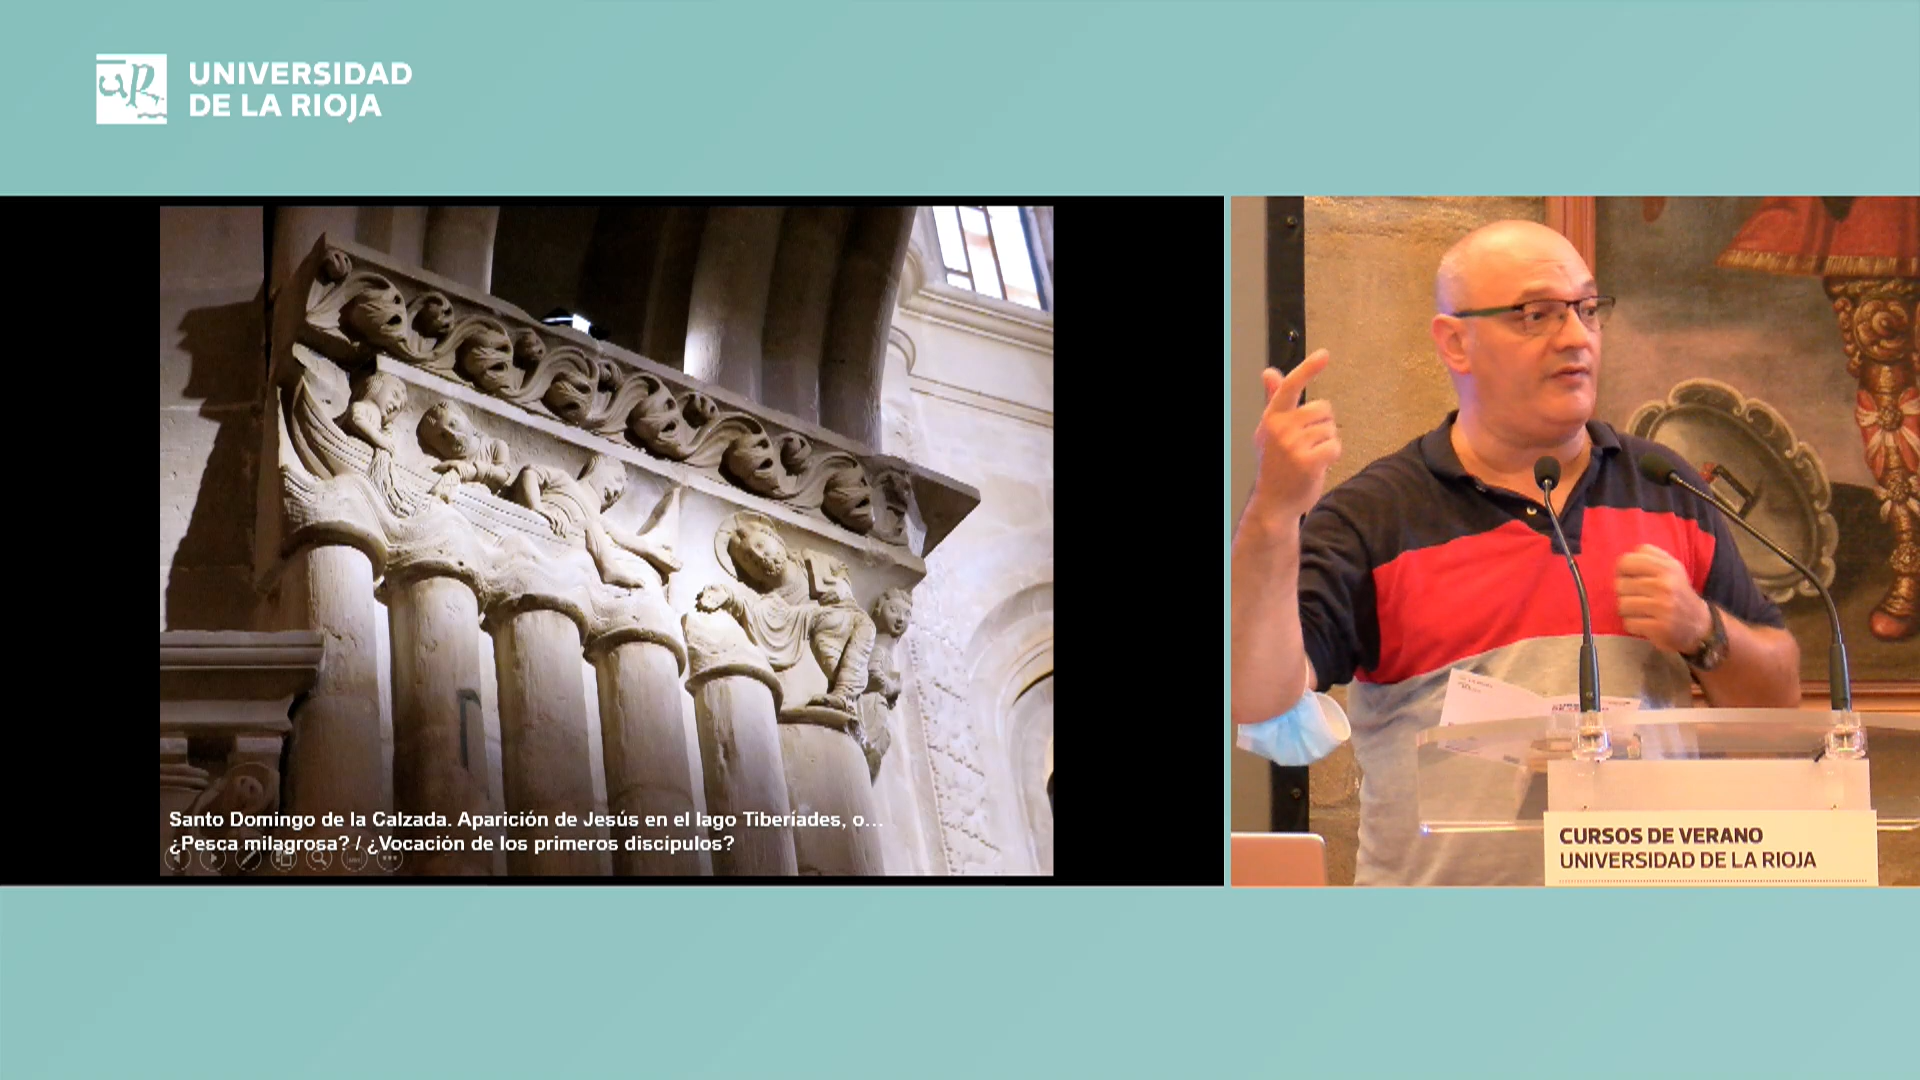 UNIVERSIDAD
DE LA RIOJA
Santo Domingo de la Calzada. Aparición de Jesús en el lago Tiberíades, o...
¿Pesca milagrosa? / ¿Vocación de los primeros discípulos?
CURSOS DE VERANO
UNIVERSIDAD DE LA RIOJA